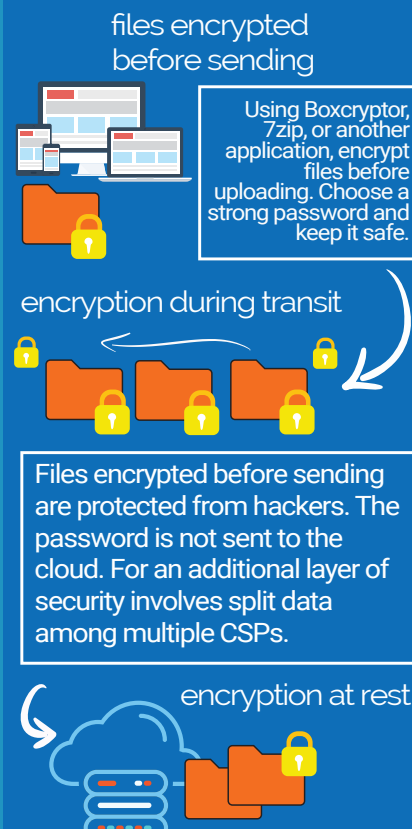 files encrypted
before sending
Using Boxcryptor,
7zip, or another
application, encrypt
files before
uploading. Choose a
strong password and
keep it safe.
encryption during transit
Files encrypted before sending
are protected from hackers. The
password is not sent to the
cloud. For an additional layer of
security involves split data
among multiple CSPs.
encryption at rest